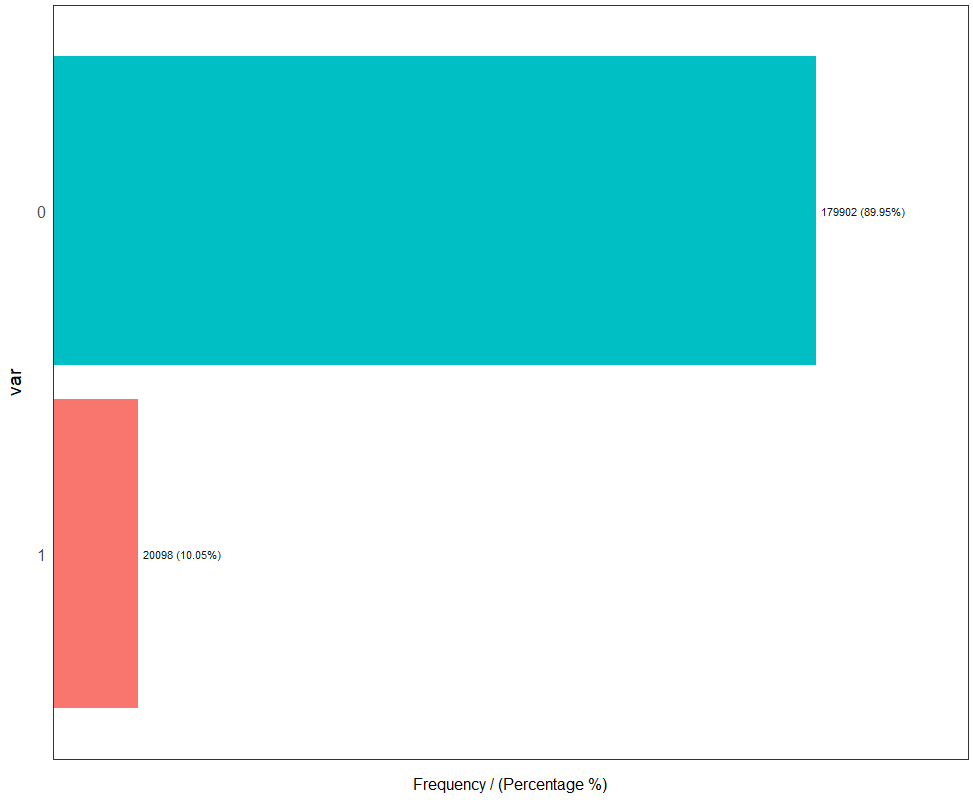 0
179902 (89.95%)
var
1
20098 (10.05%)
Frequency / (Percentage %)